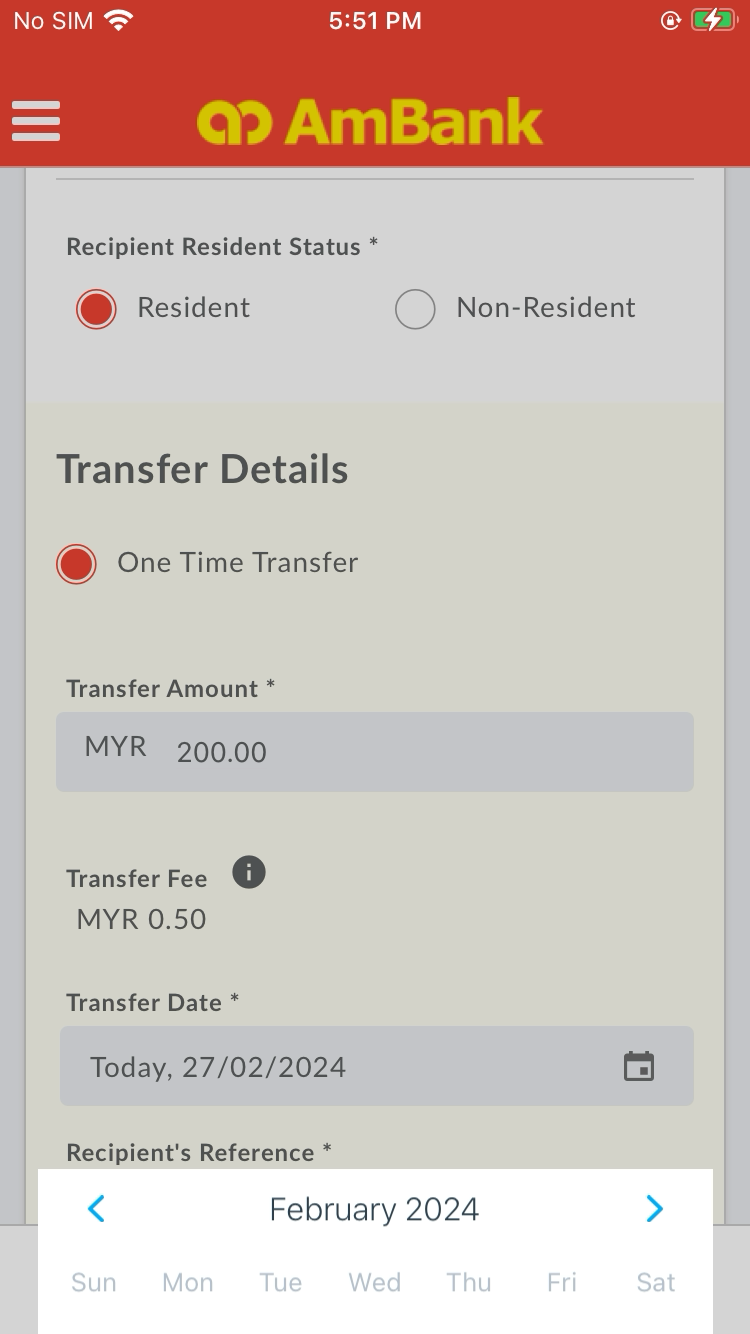 No SIM 5:51 PM
AmBank
Recipient Resident Status *
Resident Non-Resident
Transfer Details
One Time Transfer
Transfer Amount *
MYR 200.00
Transfer Fee i
MYR 0.50
Transfer Date *
Today, 27/02/2024
Recipient's Reference *
February 2024
Sun Mon Tue Wed Thu Fri Sat